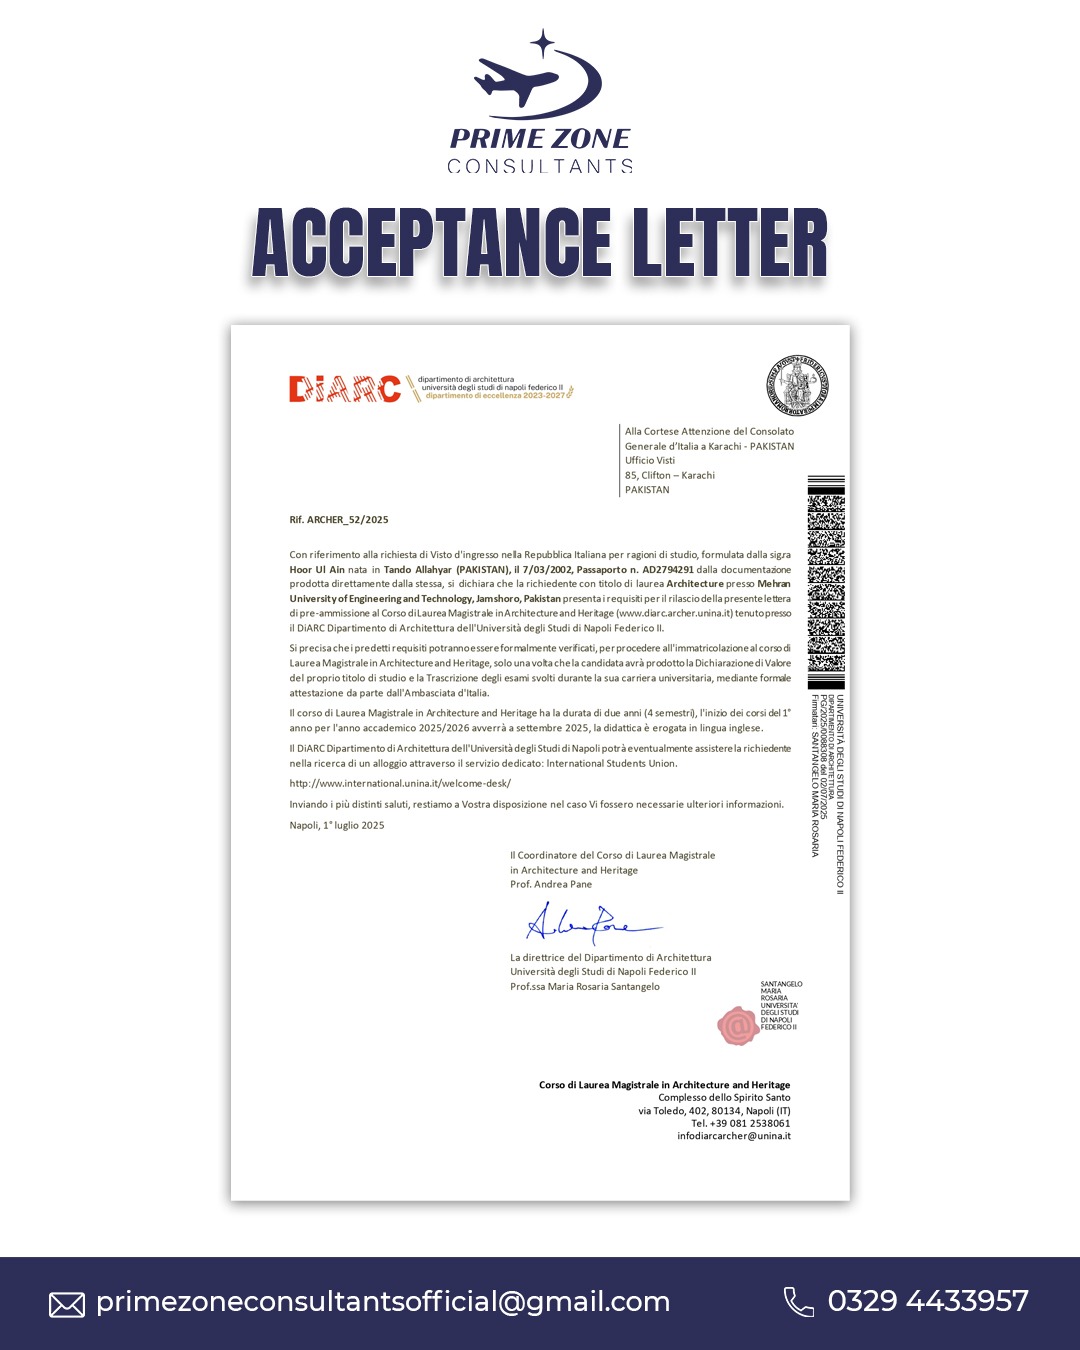 PRIME ZONE
CONSULTANTS
ACCEPTANCE LETTER
DiARC
dipartimento di architettura
università degli studi di napoli federico II
dipartimento di eccellenza 2023-2027
Alla Cortese Attenzione del Consolato
Generale d'Italia a Karachi - PAKISTAN
Ufficio Visti
85, Clifton – Karachi
PAKISTAN
Rif. ARCHER_52/2025
Con riferimento alla richiesta di Visto d'ingresso nella Repubblica Italiana per ragioni di studio, formulata dalla sig.ra
Hoor Ul Ain nata in Tando Allahyar (PAKISTAN), il 7/03/2002, Passaporto n. AD2794291 dalla documentazione
prodotta direttamente dalla stessa, si dichiara che la richiedente con titolo di laurea Architecture presso Mehran
University of Engineering and Technology, Jamshoro, Pakistan presenta i requisiti per il rilascio della presente lettera
di pre-ammissione al Corso di Laurea Magistrale in Architecture and Heritage (www.diarc.archer.unina.it) tenuto presso
il DiARC Dipartimento di Architettura dell'Università degli Studi di Napoli Federico II.
Si precisa che i predetti requisiti potranno essere formalmente verificati, per procedere all'immatricolazione al corso di
Laurea Magistrale in Architecture and Heritage, solo una volta che la candidata avrà prodotto la Dichiarazione di Valore
del proprio titolo di studio e la Trascrizione degli esami svolti durante la sua carriera universitaria, mediante formale
attestazione da parte dall'Ambasciata d'Italia.
Il corso di Laurea Magistrale in Architecture and Heritage ha la durata di due anni (4 semestri), l'inizio dei corsi del 1°
anno per l'anno accademico 2025/2026 avverrà a settembre 2025, la didattica è erogata in lingua inglese.
Il DiARC Dipartimento di Architettura dell'Università degli Studi di Napoli potrà eventualmente assistere la richiedente
nella ricerca di un alloggio attraverso il servizio dedicato: International Students Union.
http://www.international.unina.it/welcome-desk/
Inviando i più distinti saluti, restiamo a Vostra disposizione nel caso Vi fossero necessarie ulteriori informazioni.
Napoli, 1° luglio 2025
Il Coordinatore del Corso di Laurea Magistrale
in Architecture and Heritage
Prof. Andrea Pane
La direttrice del Dipartimento di Architettura
Università degli Studi di Napoli Federico II
Prof.ssa Maria Rosaria Santangelo
SANTANGELO
MARIA
ROSARIA
UNIVERSITA'
DEGLI STUDI
DI NAPOLI
FEDERICO II
UNIVERSITÀ DEGLI STUDI DI NAPOLI FEDERICO II
DIPARTIMENTO DI ARCHITETTURA
PG/2025/0088308 del 02/07/2025
Firmatari: SANTANGELO MARIA ROSARIA
Corso di Laurea Magistrale in Architecture and Heritage
Complesso dello Spirito Santo
via Toledo, 402, 80134, Napoli (IT)
Tel. +39 081 2538061
infodiarcarcher@unina.it
primezoneconsultantsofficial@gmail.com
0329 4433957